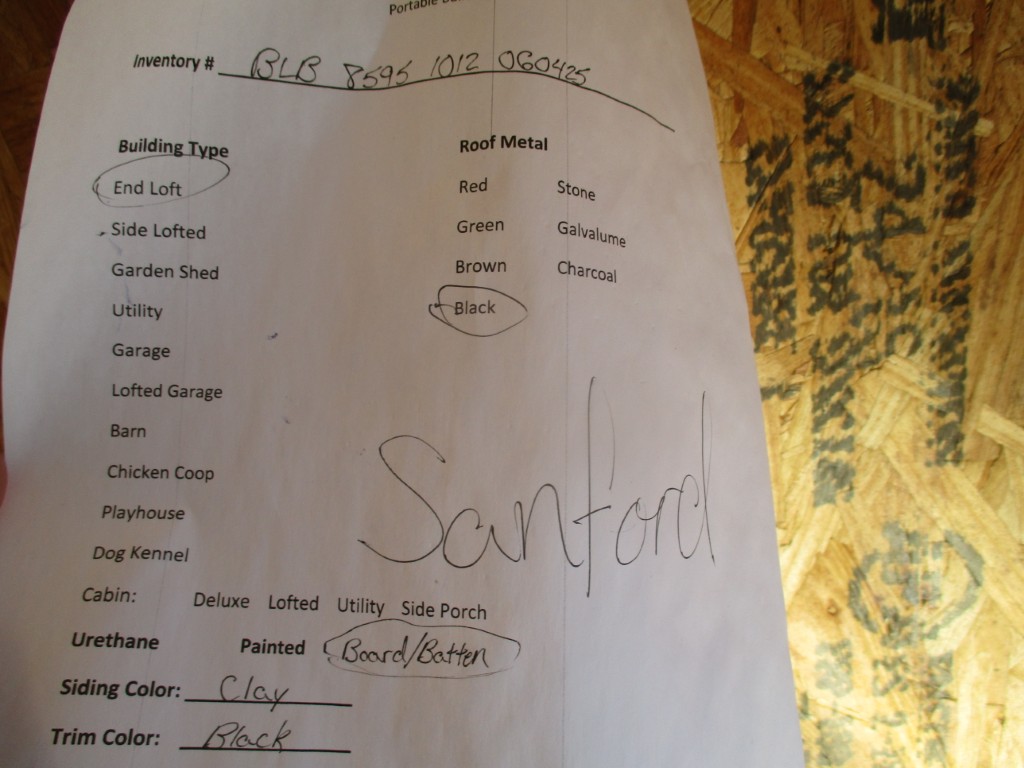 Portable
Inventory # BLB 8595 1012 060425
Building Type Roof Metal
End Loft Red Stone
Side Lofted Green Galvalume
Garden Shed Brown Charcoal
Utility Black
Garage
Lofted Garage
Barn
Chicken Coop
Sanford
Playhouse
Dog Kennel
Cabin: Deluxe Lofted Utility Side Porch
Urethane Painted Board/Batten
Siding Color: Clay
Trim Color: Black